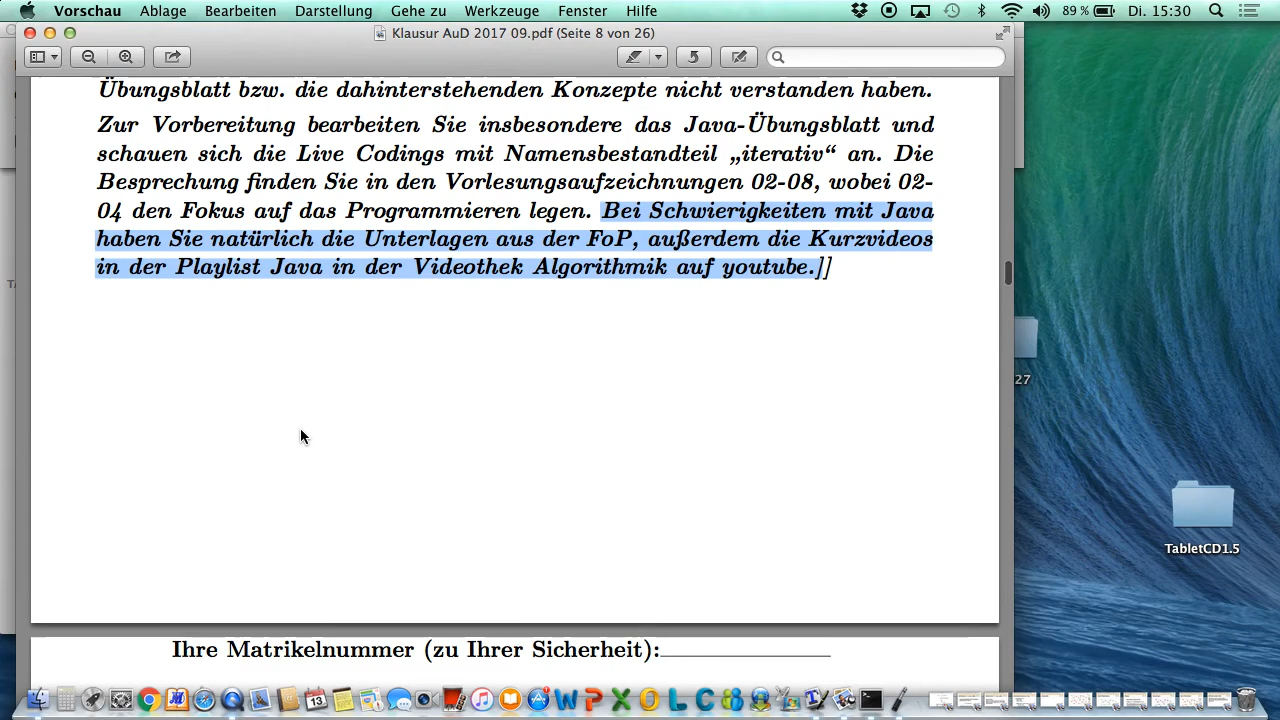 Vorschau Ablage Bearbeiten Darstellung Gehe zu Werkzeuge Fenster Hilfe 89 % Di. 15:30
Klausur AuD 2017 09.pdf (Seite 8 von 26)
Übungsblatt bzw. die dahinterstehenden Konzepte nicht verstanden haben.
Zur Vorbereitung bearbeiten Sie insbesondere das Java-Übungsblatt und
schauen sich die Live Codings mit Namensbestandteil „iterativ“ an. Die
Besprechung finden Sie in den Vorlesungsaufzeichnungen 02-08, wobei 02-
04 den Fokus auf das Programmieren legen. Bei Schwierigkeiten mit Java
haben Sie natürlich die Unterlagen aus der FoP, außerdem die Kurzvideos
in der Playlist Java in der Videothek Algorithmik auf youtube.]]
27
TabletCD1.5
Ihre Matrikelnummer (zu Ihrer Sicherheit):
13